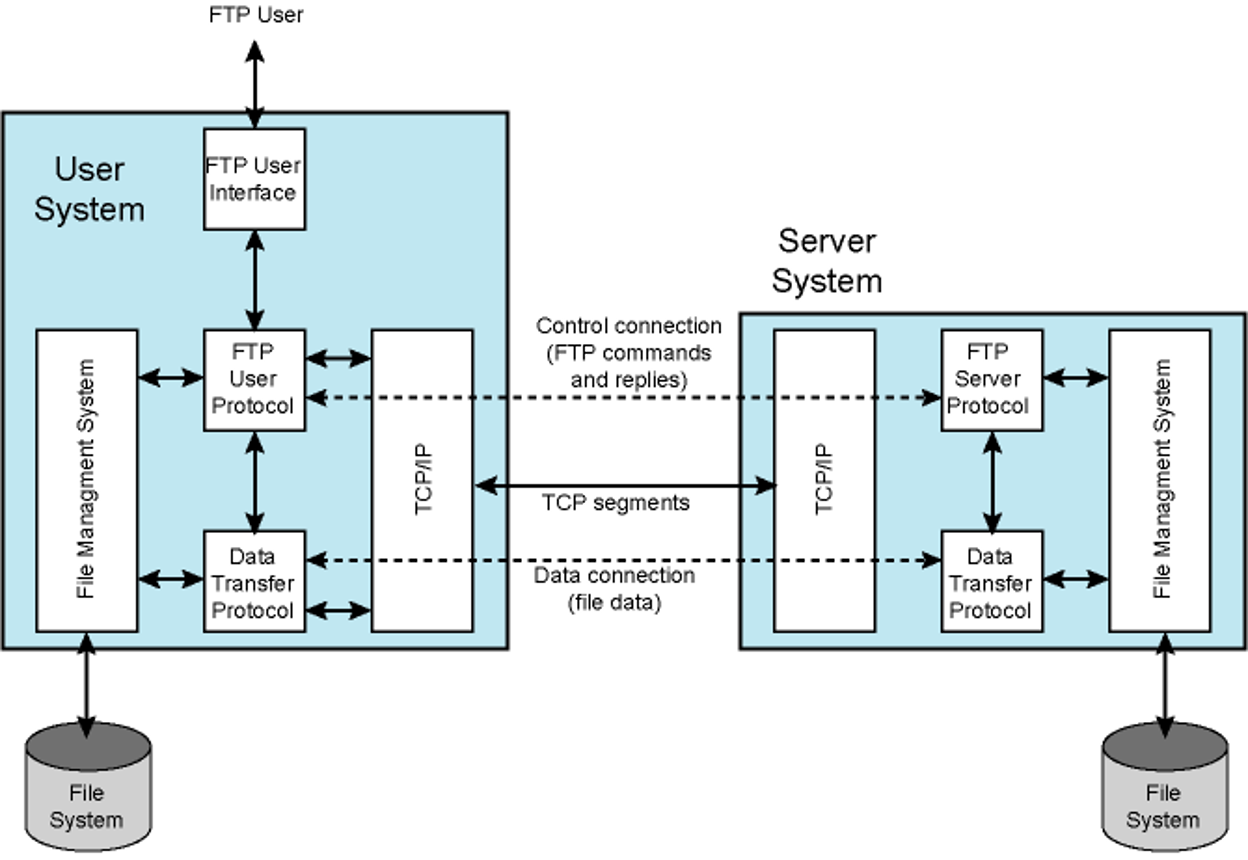 FTP User
User
System
FTP User
Interface
File Managment System
FTP
User
Protocol
Data
Transfer
Protocol
TCP/IP
Control connection
(FTP commands
and replies)
TCP segments
Data connection
(file data)
Server
System
TCP/IP
FTP
Server
Protocol
Data
Transfer
Protocol
File Managment System
File
System
File
System